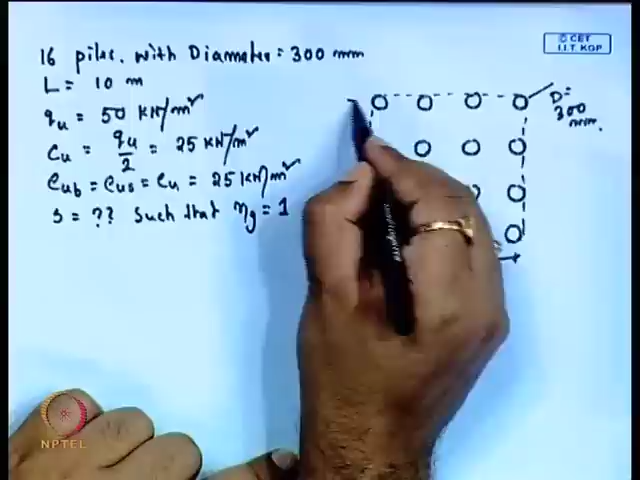 16 piles. with Diameter = 300 mm
L = 10 m
qu = 50 KN/m²
Cu = qu/2 = 25 KN/m²
Cub = Cus = Cu = 25 KN/m²
S = ?? Such that ηg = 1
D =
300
mm.
© CET
I.I.T. KGP
NPTEL